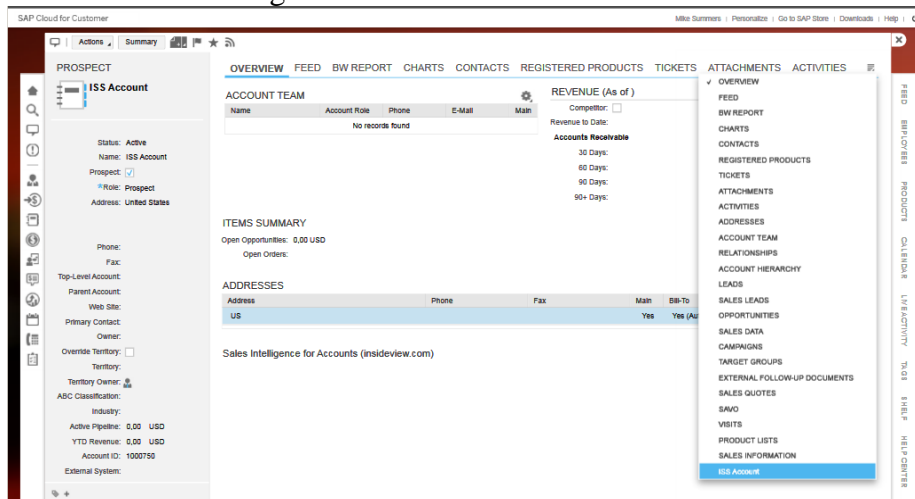 SAP Cloud for Customer
Mike Summers | Personalize | Go to SAP Store | Downloads | Help |
Actions Summary
PROSPECT
ISS Account
Status: Active
Name: ISS Account
Prospect:
*Role: Prospect
Address: United States
Phone:
Fax:
Top-Level Account:
Parent Account:
Web Site:
Primary Contact:
Owner:
Override Territory:
Territory:
Territory Owner:
ABC Classification:
Industry:
Active Pipeline: 0,00 USD
YTD Revenue: 0,00 USD
Account ID: 1000750
External System:
OVERVIEW FEED BW REPORT CHARTS CONTACTS REGISTERED PRODUCTS TICKETS ATTACHMENTS ACTIVITIES
ACCOUNT TEAM
Name Account Role Phone E-Mail Main
No records found
REVENUE (As of )
Competitor:
Revenue to Date:
Accounts Receivable
30 Days:
60 Days:
90 Days:
90+ Days:
ITEMS SUMMARY
Open Opportunities: 0,00 USD
Open Orders:
ADDRESSES
Address Phone Fax Main Bill-To
US Yes Yes (Au
Sales Intelligence for Accounts (insideview.com)
OVERVIEW
FEED
BW REPORT
CHARTS
CONTACTS
REGISTERED PRODUCTS
TICKETS
ATTACHMENTS
ACTIVITIES
ADDRESSES
ACCOUNT TEAM
RELATIONSHIPS
ACCOUNT HIERARCHY
LEADS
SALES LEADS
OPPORTUNITIES
SALES DATA
CAMPAIGNS
TARGET GROUPS
EXTERNAL FOLLOW-UP DOCUMENTS
SALES QUOTES
SAVO
VISITS
PRODUCT LISTS
SALES INFORMATION
ISS Account
FEED
EMPLOYEES
PRODUCTS
CALENDAR
LIVE ACTIVITY
TAGS
SHELF
HELP CENTER